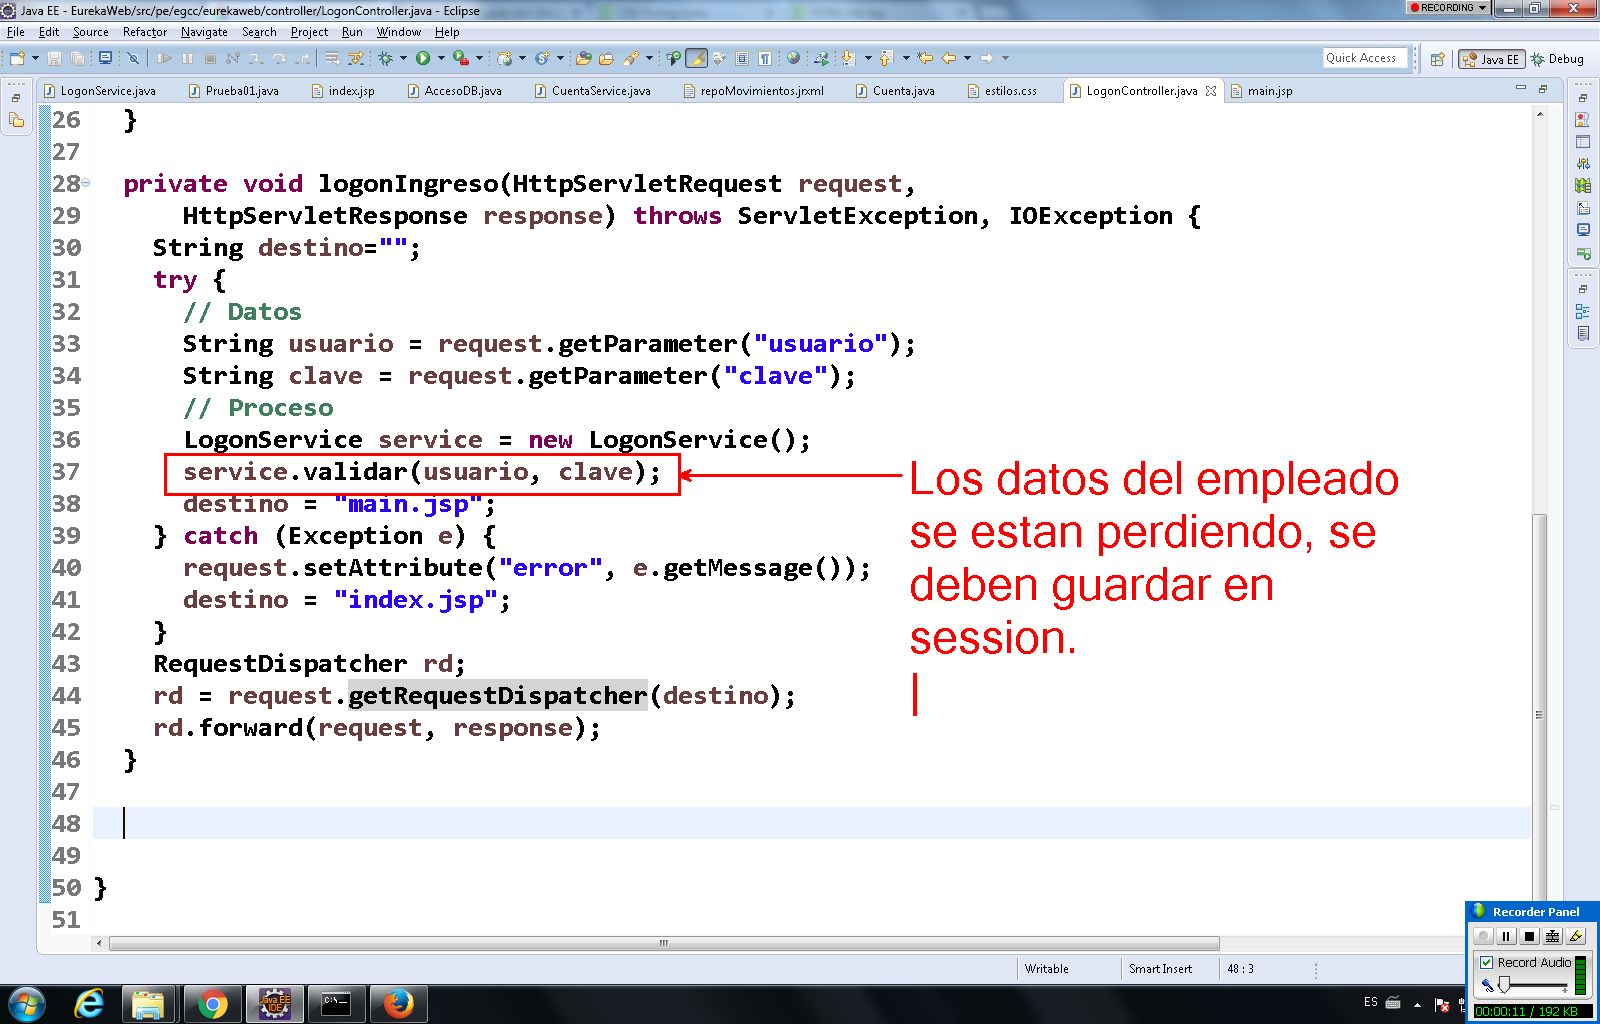 Java EE - EurekaWeb/src/pe/egcc/eurekaweb/controller/LogonController.java - Eclipse
RECORDING
File Edit Source Refactor Navigate Search Project Run Window Help
Quick Access
Java EE
Debug
LogonService.java
Prueba01.java
index.jsp
AccesoDB.java
CuentaService.java
repoMovimientos.jrxml
Cuenta.java
estilos.css
LogonController.java
main.jsp
26 }
27
28 private void logonIngreso(HttpServletRequest request,
29 HttpServletResponse response) throws ServletException, IOException {
30 String destino="";
31 try {
32 // Datos
33 String usuario = request.getParameter("usuario");
34 String clave = request.getParameter("clave");
35 // Proceso
36 LogonService service = new LogonService();
37 service.validar(usuario, clave);
38 destino = "main.jsp";
39 } catch (Exception e) {
40 request.setAttribute("error", e.getMessage());
41 destino = "index.jsp";
42 }
43 RequestDispatcher rd;
44 rd = request.getRequestDispatcher(destino);
45 rd.forward(request, response);
46 }
47
48
49
50 }
51
Los datos del empleado
se estan perdiendo, se
deben guardar en
session.
Writable
Smart Insert
48 : 3
Recorder Panel
Record Audio
00:00:11 / 192 KB
Java EE
IDE
C:\
ES